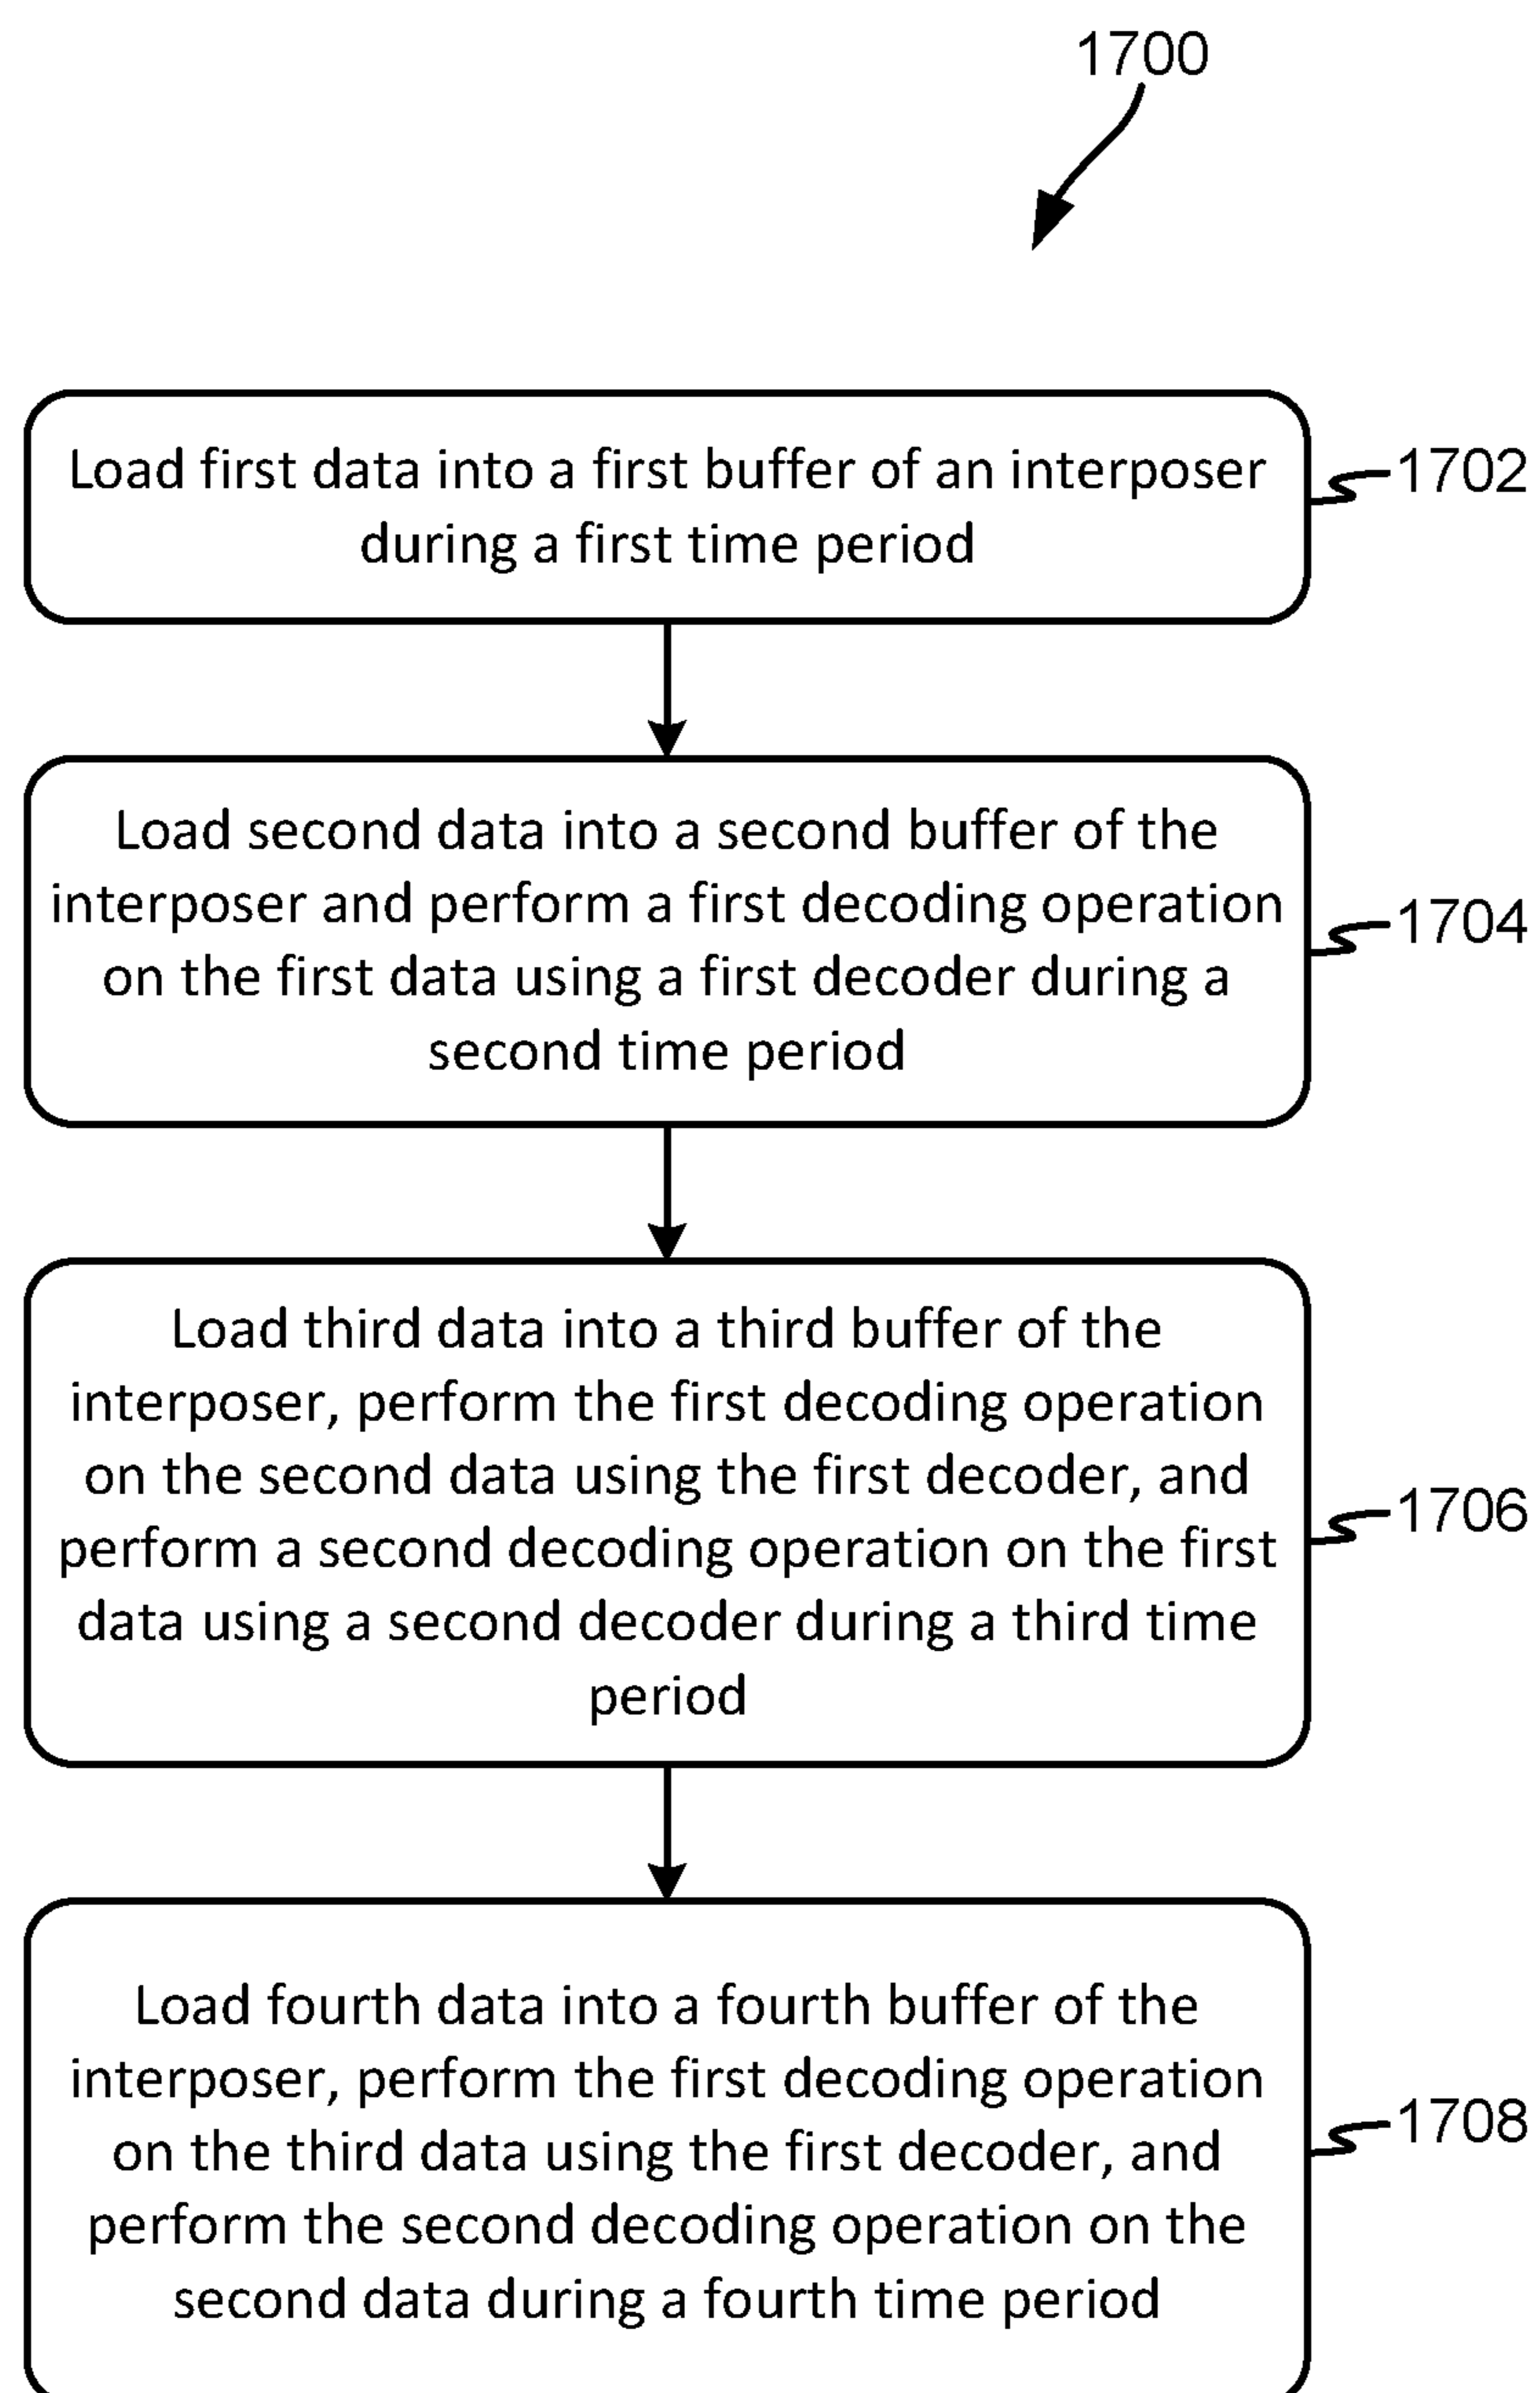 1700
Load first data into a first buffer of an interposer
during a first time period
1702
Load second data into a second buffer of the
interposer and perform a first decoding operation
on the first data using a first decoder during a
second time period
1704
Load third data into a third buffer of the
interposer, perform the first decoding operation
on the second data using the first decoder, and
perform a second decoding operation on the first
data using a second decoder during a third time
period
1706
Load fourth data into a fourth buffer of the
interposer, perform the first decoding operation
on the third data using the first decoder, and
perform the second decoding operation on the
second data during a fourth time period
1708